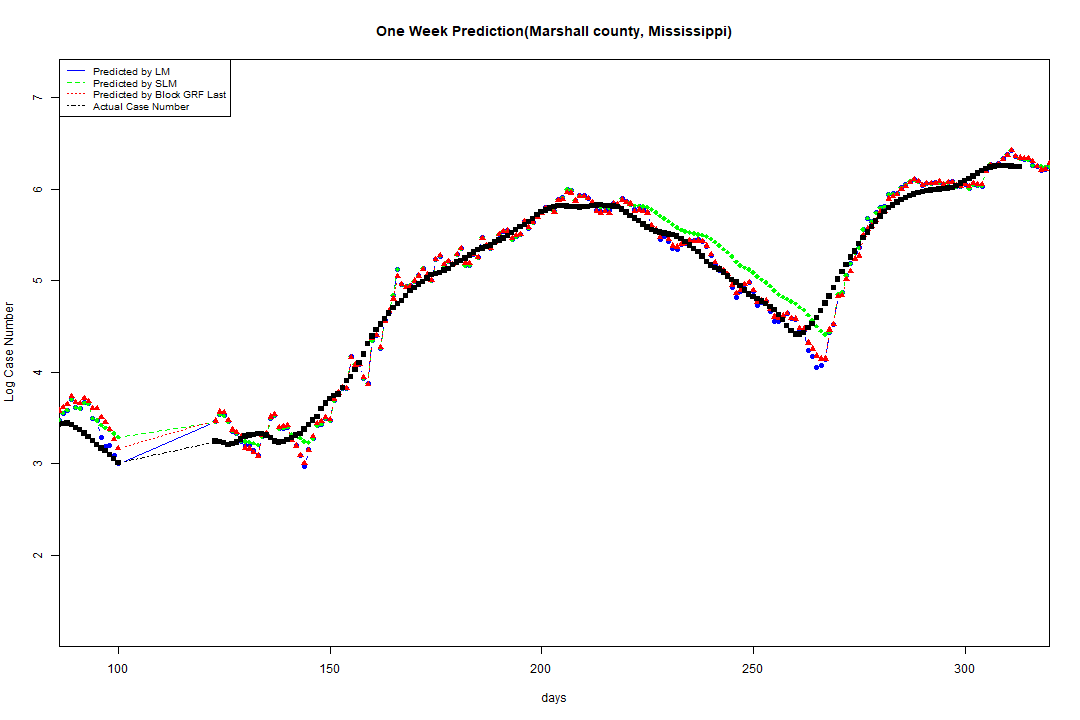 One Week Prediction(Marshall county, Mississippi)
Predicted by LM
Predicted by SLM
Predicted by Block GRF Last
Actual Case Number
7
6
5
4
3
2
Log Case Number
100 150 200 250 300
days